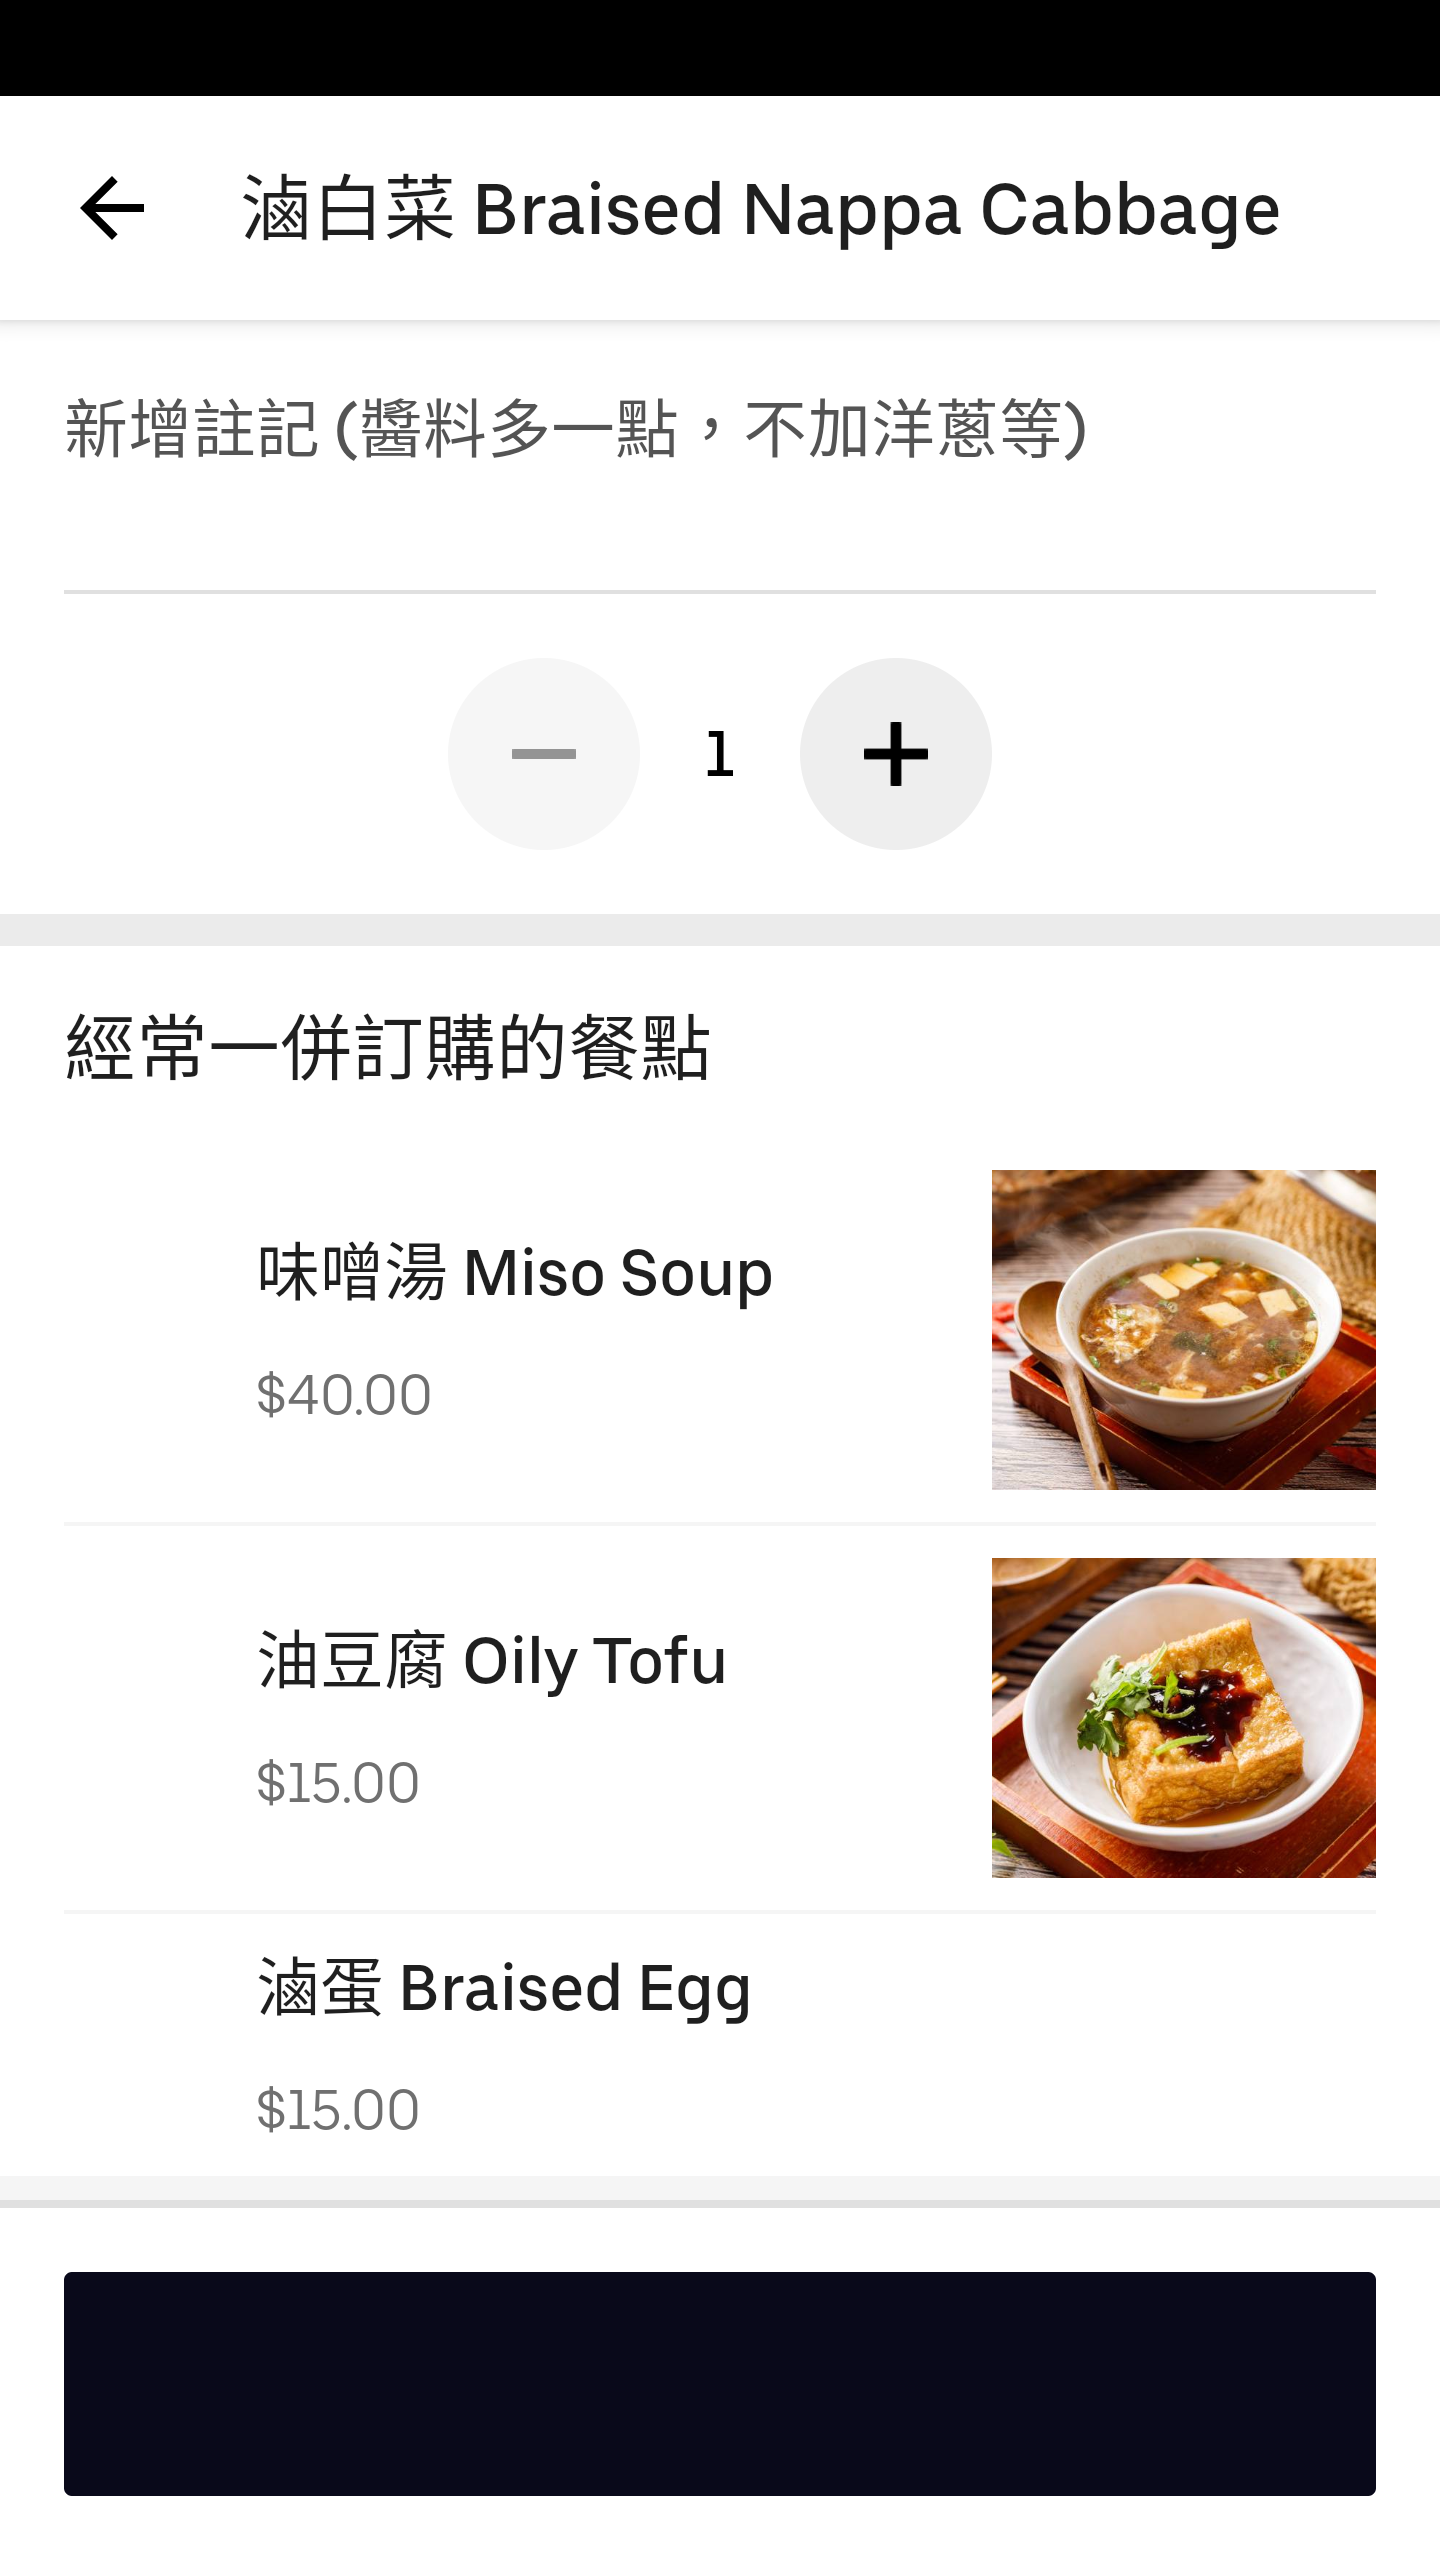 滷白菜 Braised Nappa Cabbage
新增註記 (醬料多一點，不加洋蔥等)
1
經常一併訂購的餐點
味噌湯 Miso Soup
$40.00
油豆腐 Oily Tofu
$15.00
滷蛋 Braised Egg
$15.00